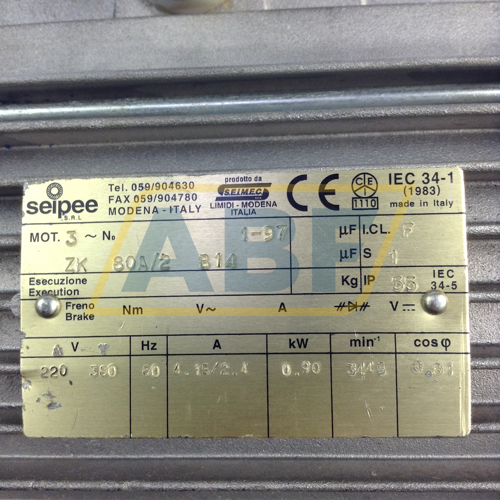 seipee S.R.L
Tel. 059/904630
FAX 059/904780
MODENA - ITALY
prodotto da
SEIMEC
LIMIDI - MODENA
ITALIA
CE
CEI
1110
IEC 34-1
(1983)
made in Italy
MOT. 3 ~ No 1-97 µF I.CL. F
ZK 80A/2 B14 µF S 1
Esecuzione
Execution
Kg IP 55 IEC 34-5
Freno
Brake
Nm V~ A V
V Hz A kW min-1 cosφ
220 380 60 4.15/2.4 0.90
ABF